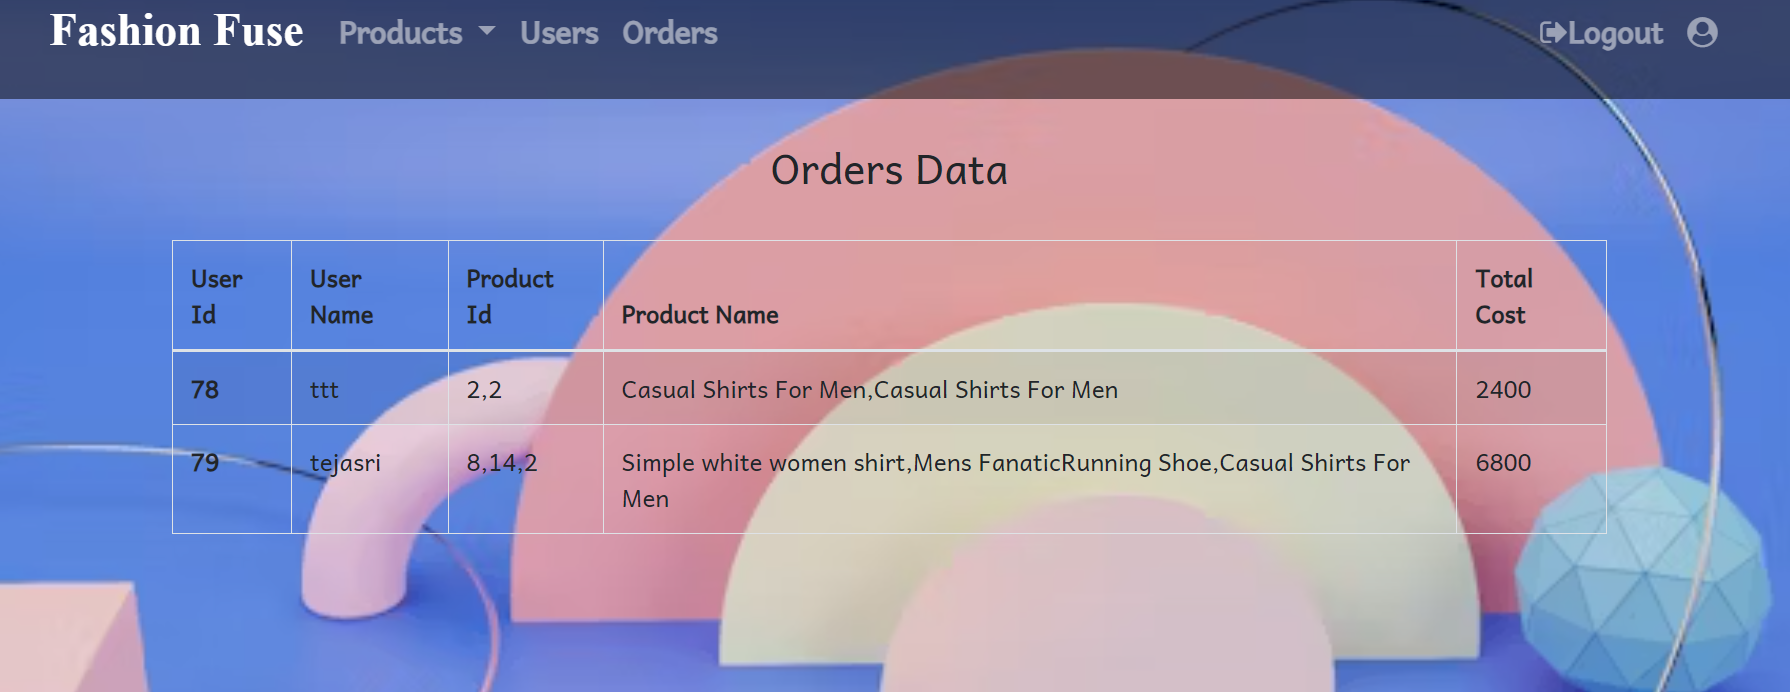 Fashion Fuse Products Users Orders Logout
Orders Data
User Id User Name Product Id Product Name Total Cost
78 ttt 2,2 Casual Shirts For Men,Casual Shirts For Men 2400
79 tejasri 8,14,2 Simple white women shirt,Mens FanaticRunning Shoe,Casual Shirts For 6800
Men